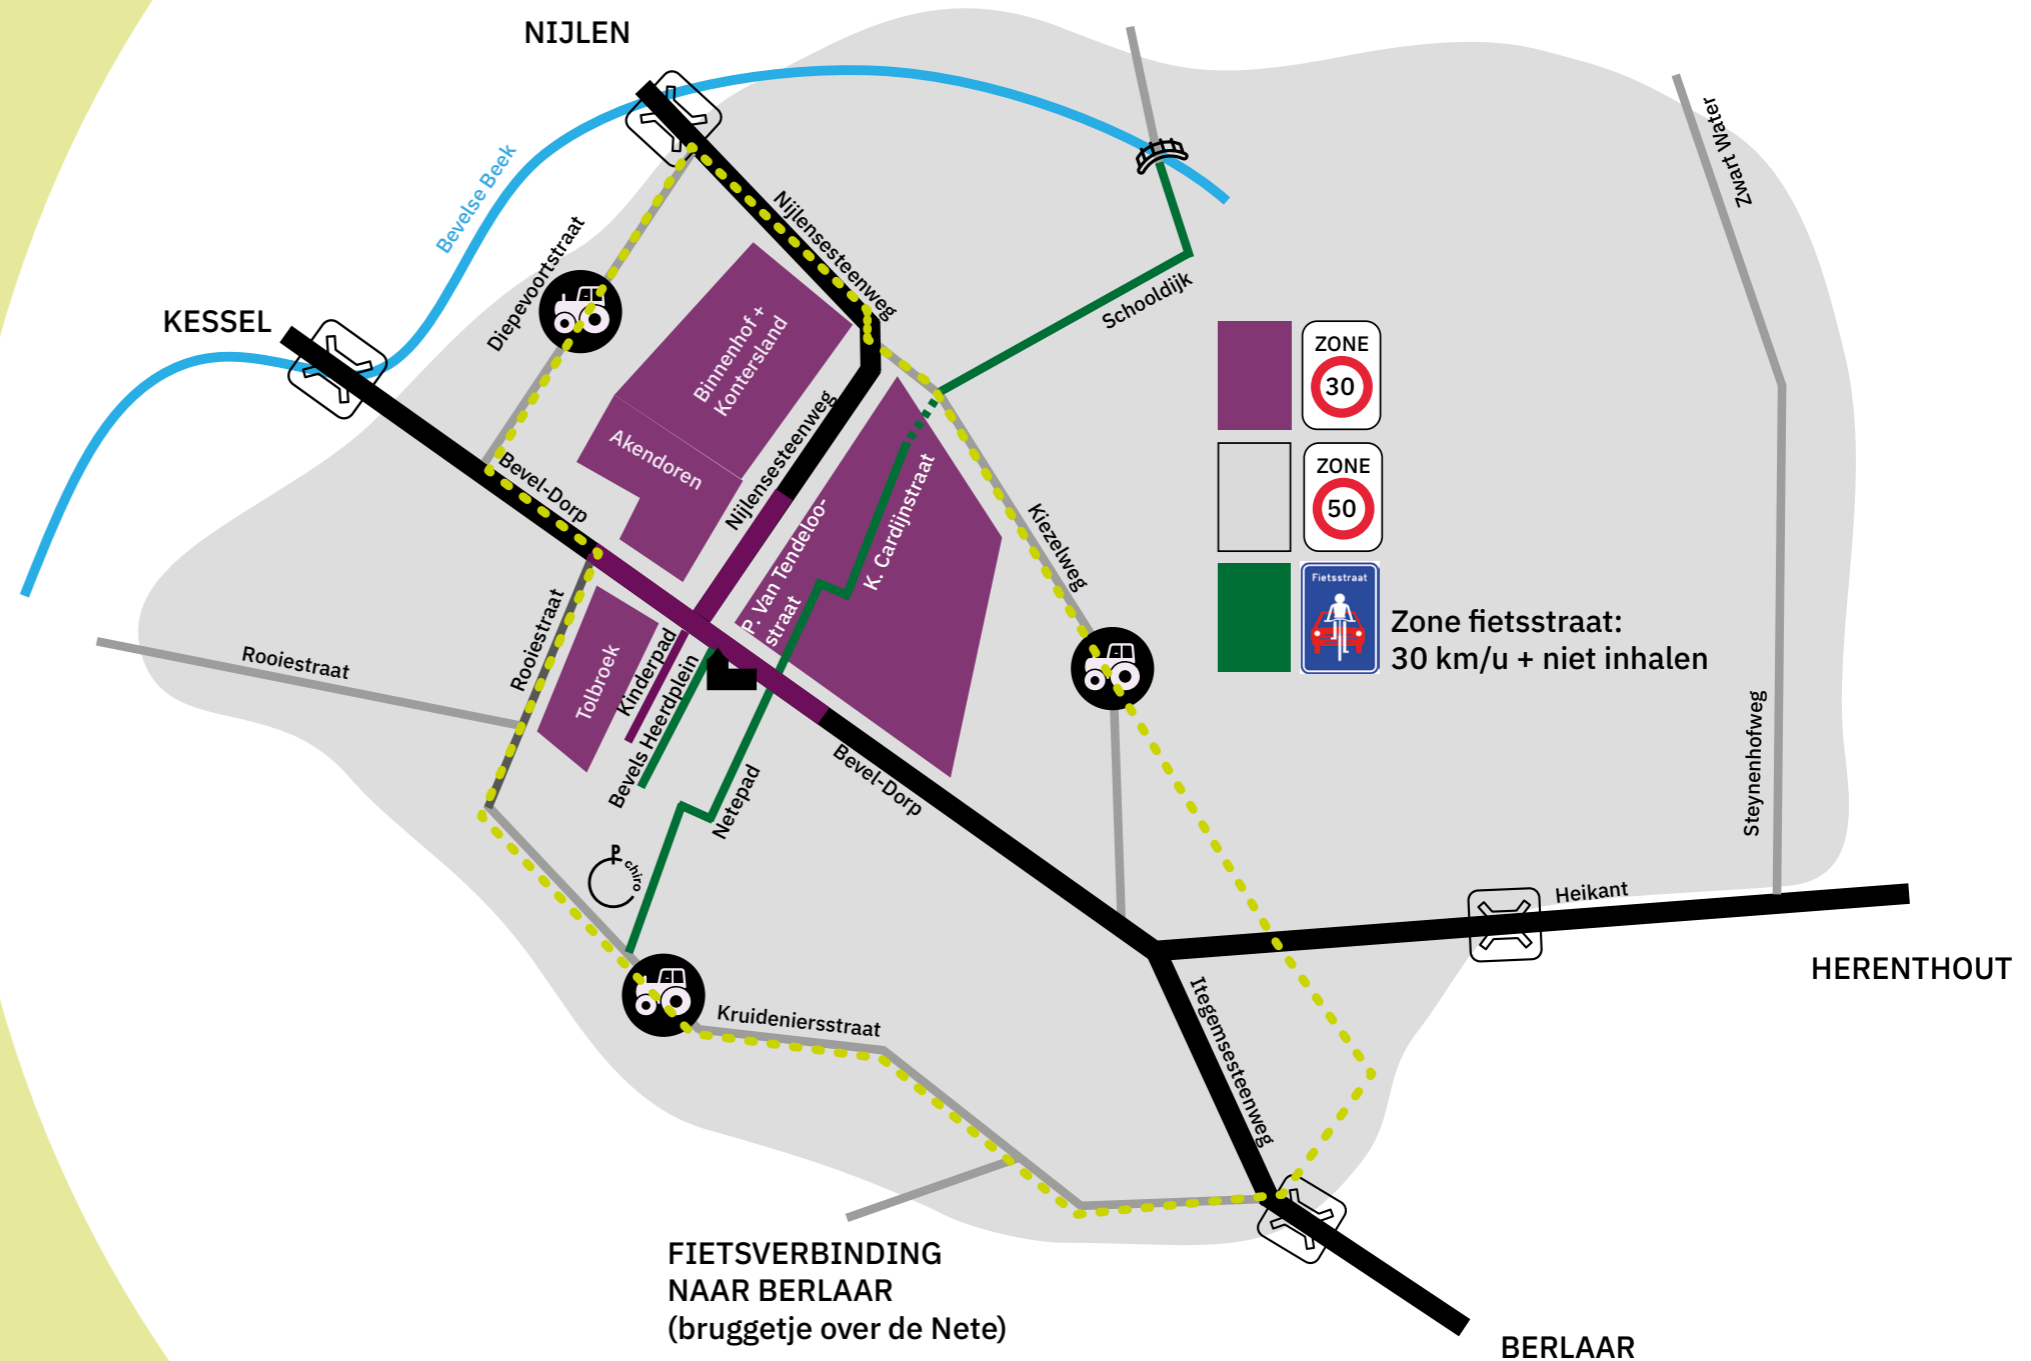 NIJLEN
Zwart Water
Bevelse Beek
Nijlensesteenweg
Diepevoortstraat
Schooldijk
KESSEL
Binnenhof +
Kontersland
ZONE
30
Akendoren
Nijlensesteenweg
Bevel-Dorp
K. Cardijnstraat
ZONE
50
Kiezelweg
P. Van Tendeloo-
straat
Fietsstraat
Zone fietsstraat:
30 km/u + niet inhalen
Rooiestraat
Rooiestraat
Tolbroek
Kinderpad
Bevels Heerdplein
Netepad
Bevel-Dorp
Steynenhofweg
P
chiro
Heikant
HERENTHOUT
Kruideniersstraat
Itegemsesteenweg
FIETSVERBINDING
NAAR BERLAAR
(bruggetje over de Nete)
BERLAAR